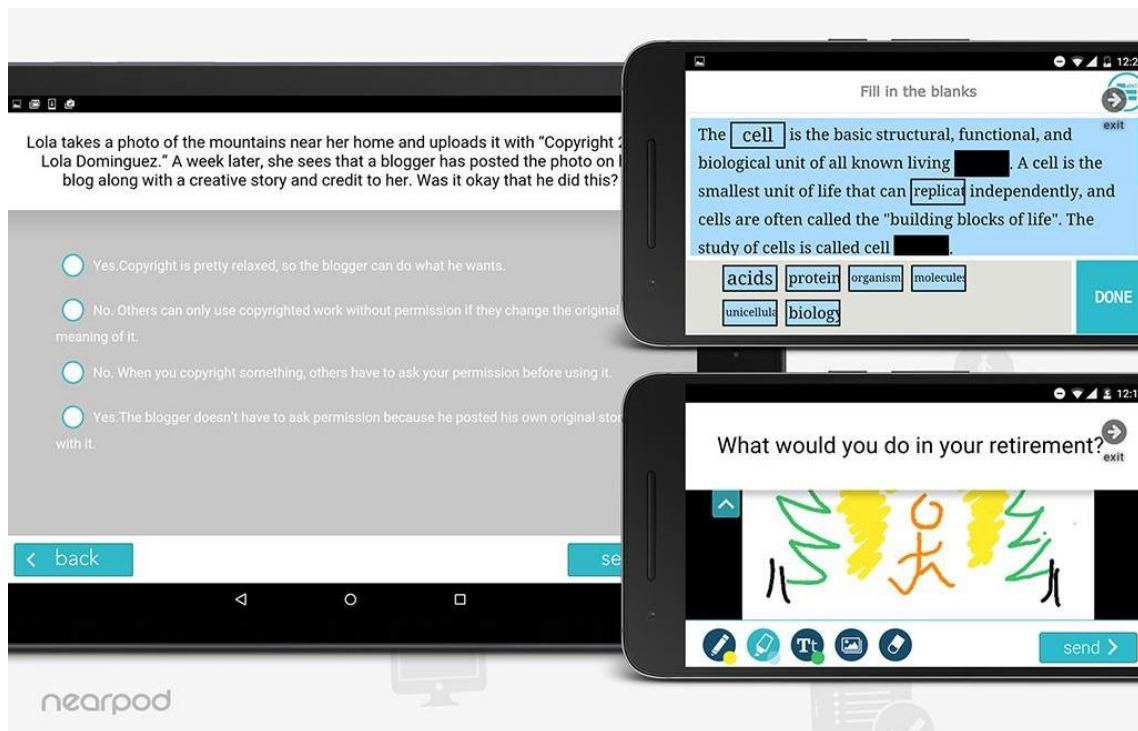 Lola takes a photo of the mountains near her home and uploads it with “Copyright
Lola Dominguez.” A week later, she sees that a blogger has posted the photo on
blog along with a creative story and credit to her. Was it okay that he did this?
Yes.Copyright is pretty relaxed, so the blogger can do what he wants.
No. Others can only use copyrighted work without permission if they change the original
meaning of it.
No. When you copyright something, others have to ask your permission before using it.
Yes.The blogger doesn't have to ask permission because he posted his own original
with it.
back
se
12:2
Fill in the blanks
exit
The cell is the basic structural, functional, and
biological unit of all known living . A cell is the
smallest unit of life that can replicat independently, and
cells are often called the "building blocks of life". The
study of cells is called cell .
acids protein organism molecules
unicellula biology
DONE
12:1
What would you do in your retirement?
exit
Tt
send
nearpod